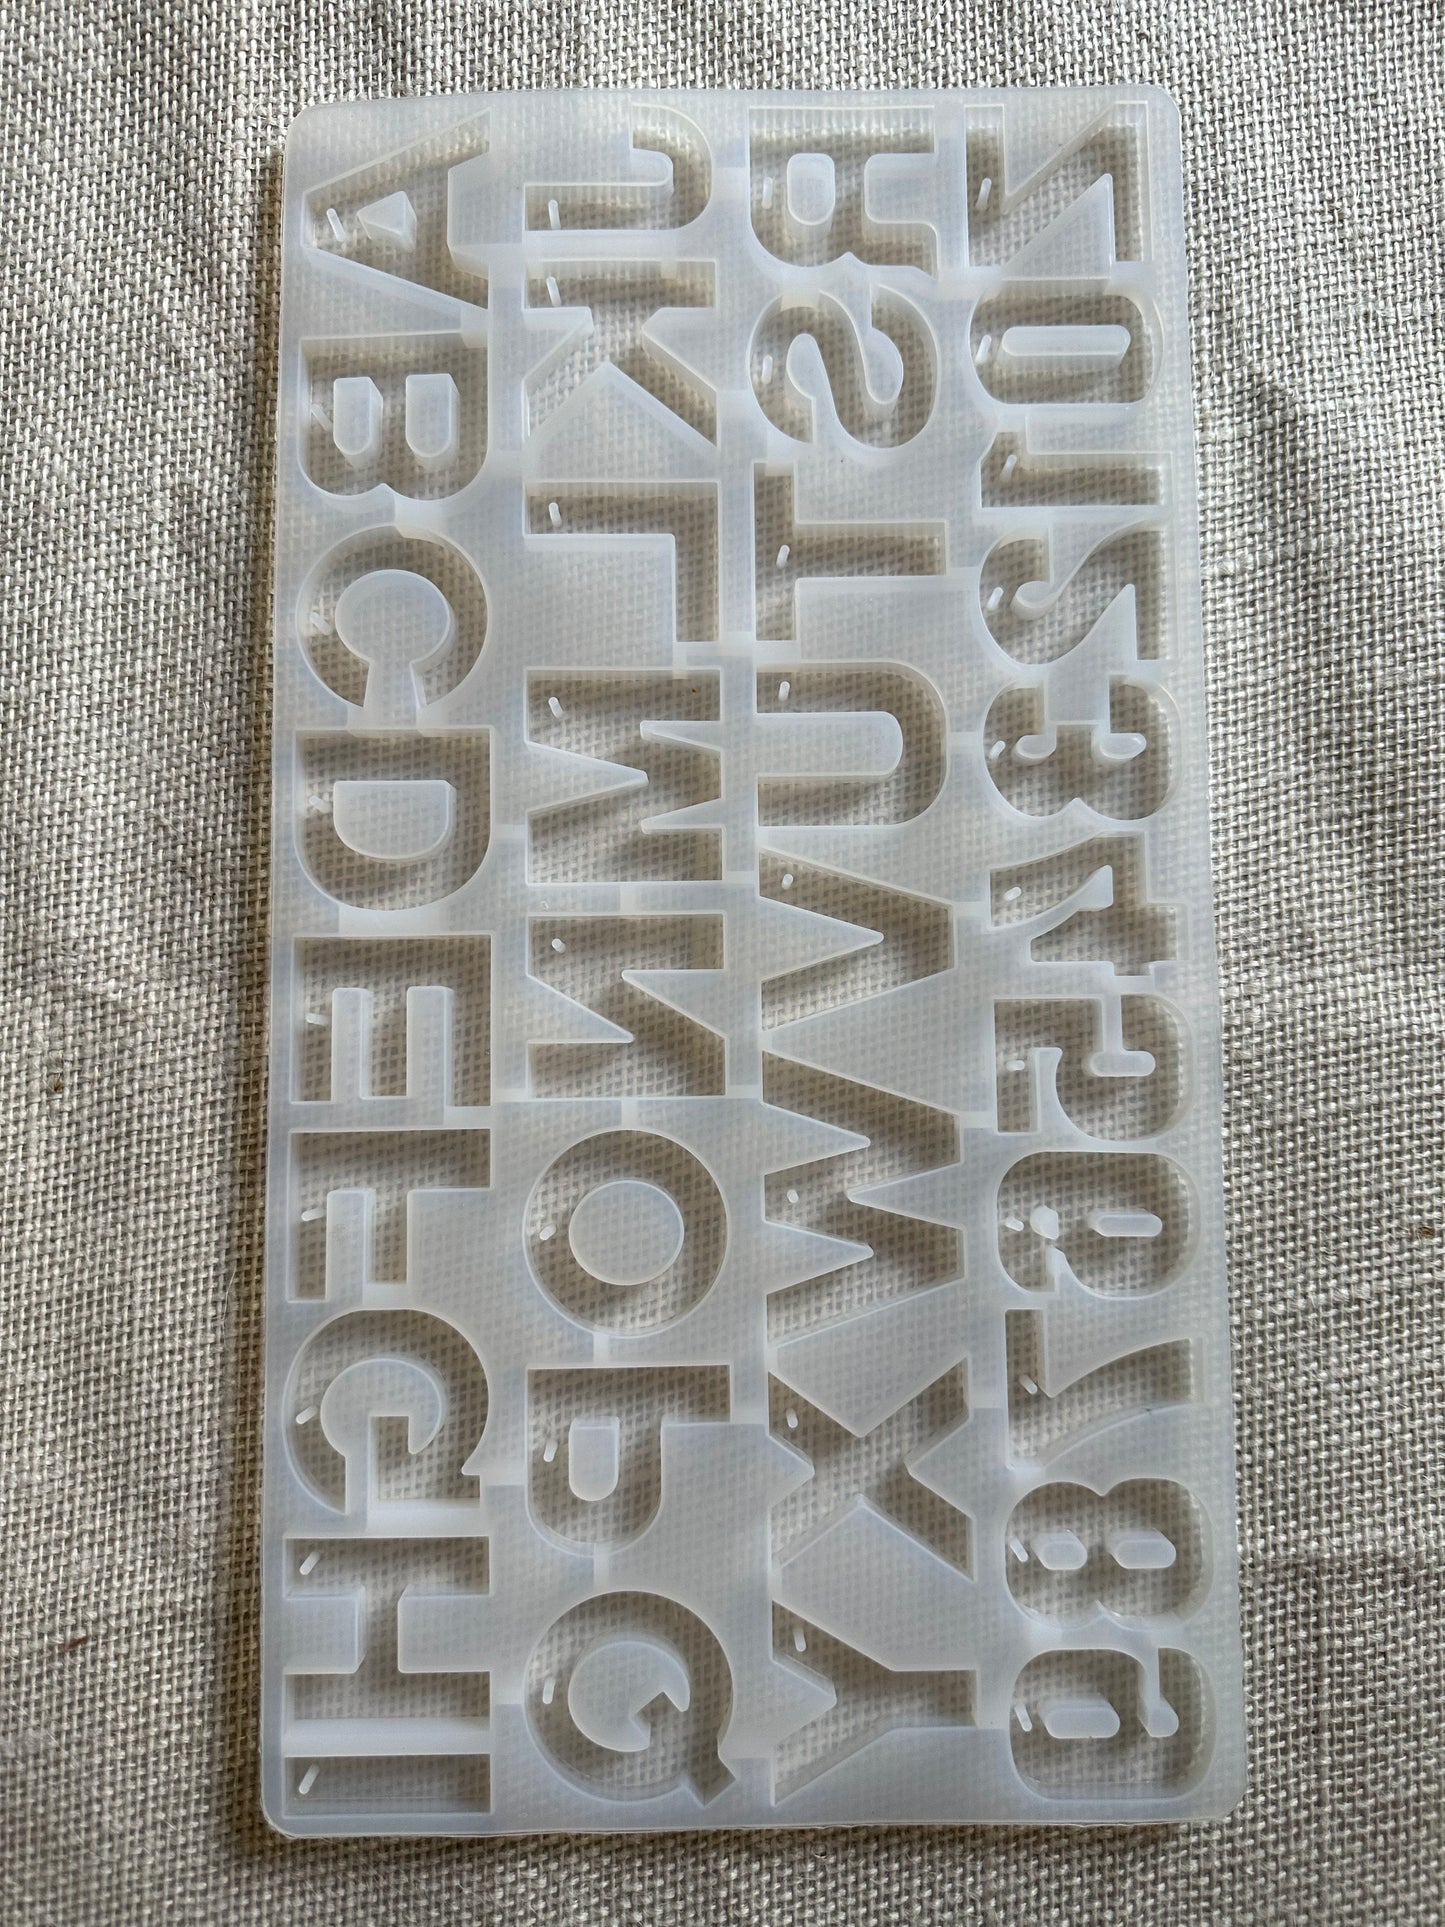 ABCDEFGHI
JKLMNOPQ
RSTUVWXY
Z0123456789